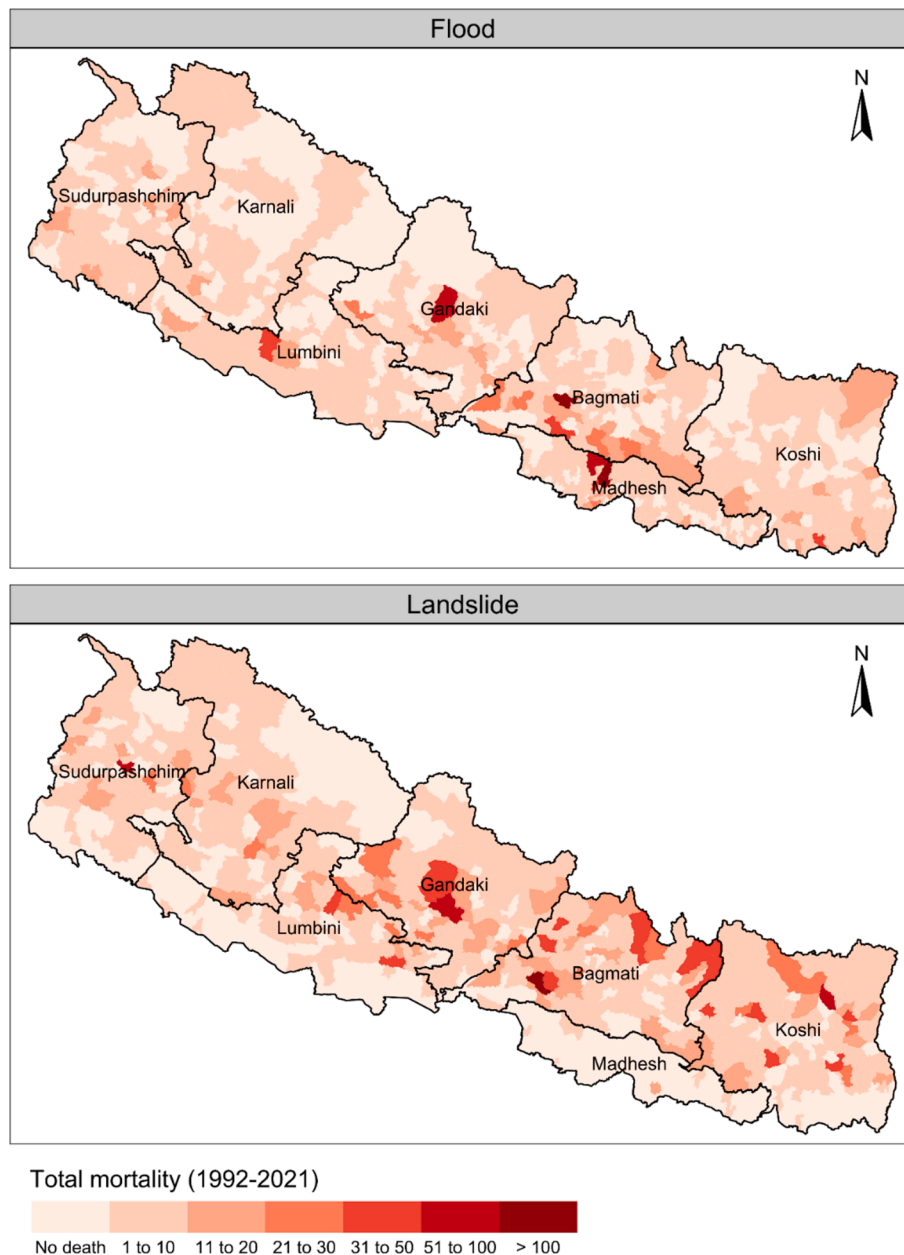 Flood
N
Sudurpashchim
Karnali
Gandaki
Lumbini
Bagmati
Koshi
Madhesh
Landslide
N
Sudurpashchim
Karnali
Gandaki
Lumbini
Bagmati
Koshi
Madhesh
Total mortality (1992-2021)
No death 1 to 10 11 to 20 21 to 30 31 to 50 51 to 100 > 100